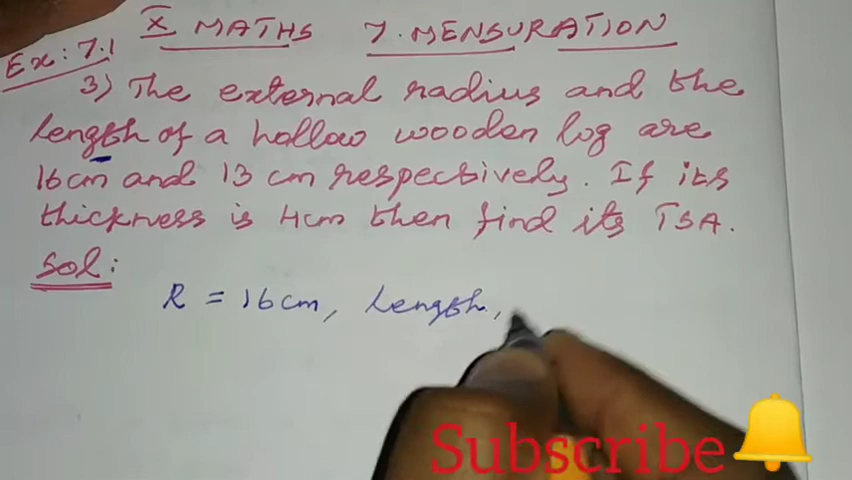 X MATHS 7. MENSURATION
Ex: 7.1
3) The external radius and the
length of a hollow wooden log are
16cm and 13 cm respectively. If its
thickness is 4cm then find its TSA.
Sol:
R = 16cm, Length,
Subscribe